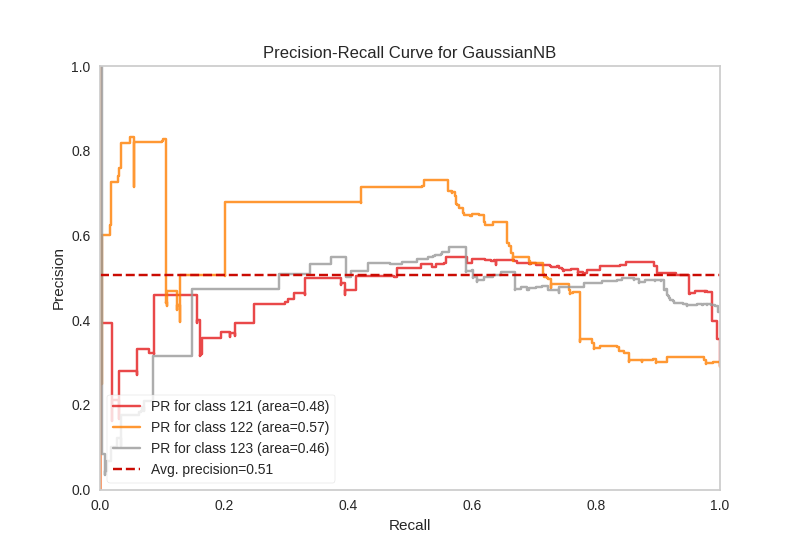 Precision-Recall Curve for GaussianNB
1.0
0.8
0.6
0.4
0.2
0.0
Precision
PR for class 121 (area=0.48)
PR for class 122 (area=0.57)
PR for class 123 (area=0.46)
Avg. precision=0.51
0.0 0.2 0.4 0.6 0.8 1.0
Recall